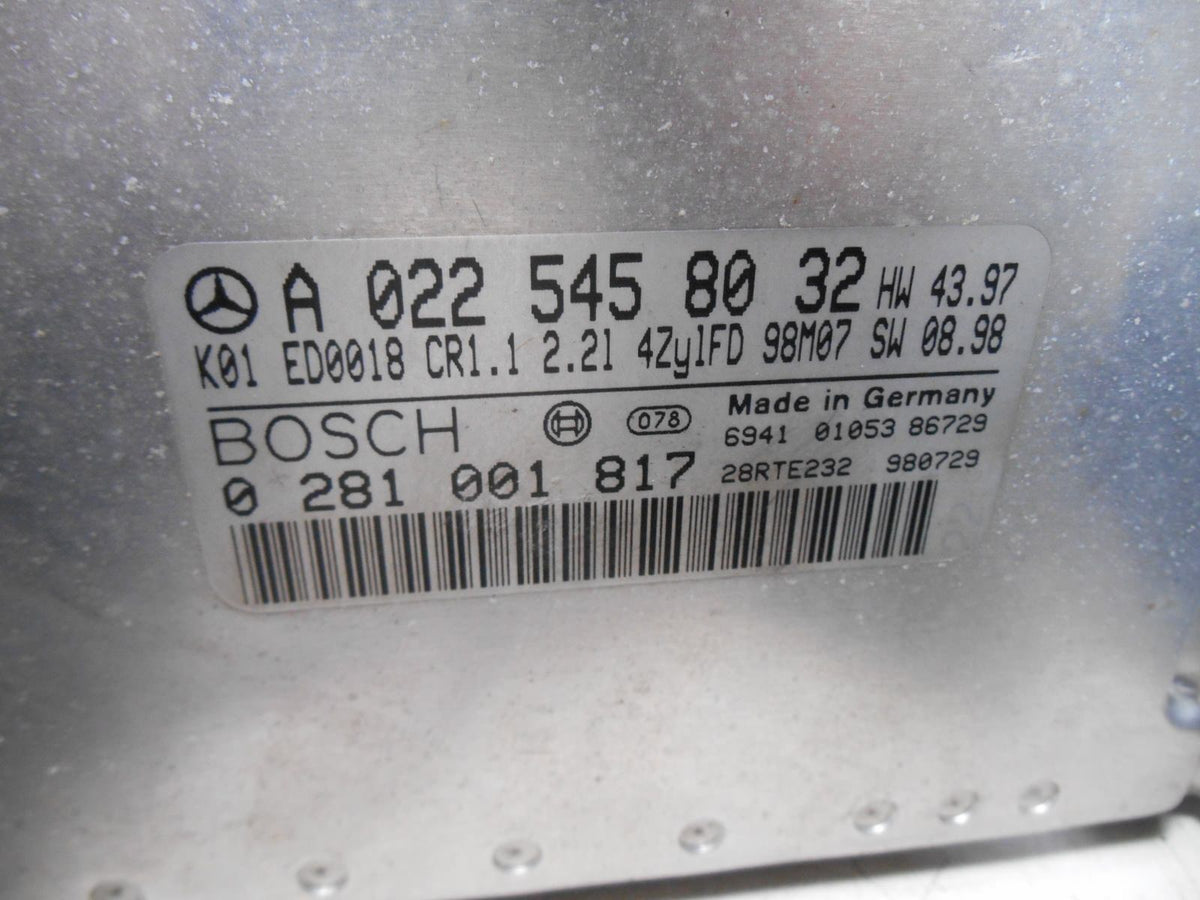 A 022 545 80 32 HW 43.97
K01 ED0018 CR1.1 2.2l 4ZylFD 98M07 SW 08.98
BOSCH 078 Made in Germany
6941 01053 86729
0 281 001 817 28RTE232 980729